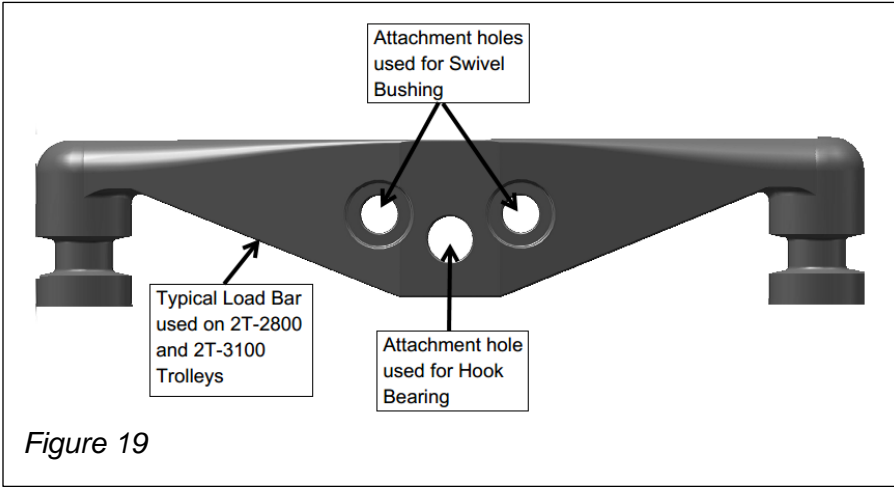 Attachment holes
used for Swivel
Bushing
Typical Load Bar
used on 2T-2800
and 2T-3100
Trolleys
Attachment hole
used for Hook
Bearing
Figure 19